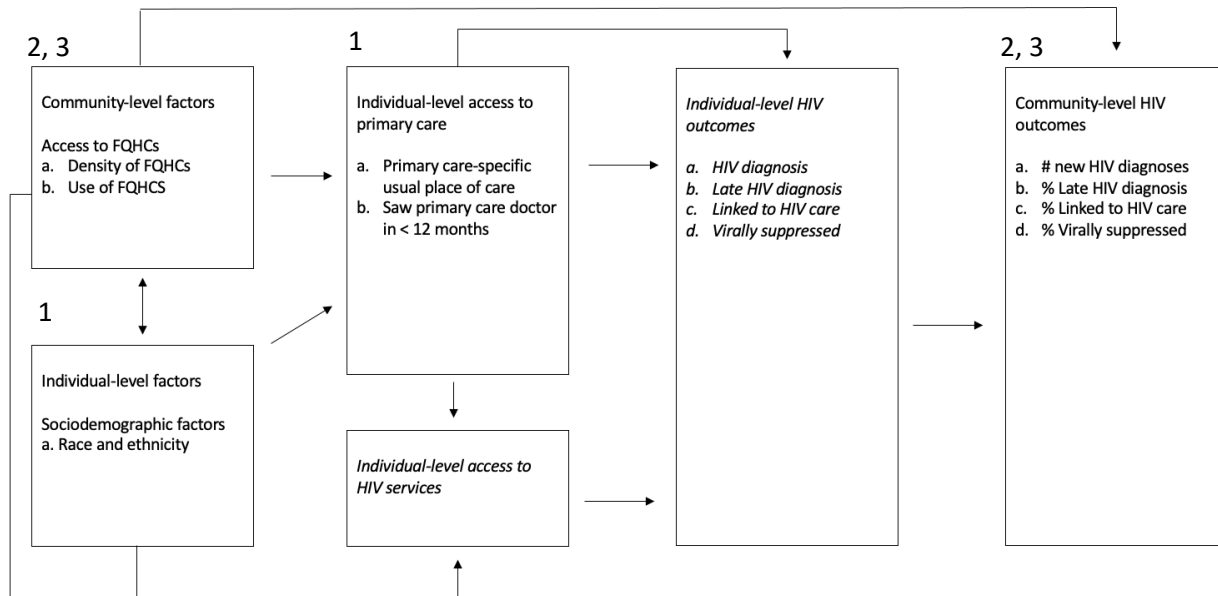 2, 3
Community-level factors
Access to FQHCs
a. Density of FQHCs
b. Use of FQHCS
1
Individual-level factors
Sociodemographic factors
a. Race and ethnicity
1
Individual-level access to
primary care
a. Primary care-specific
usual place of care
b. Saw primary care doctor
in < 12 months
Individual-level access to
HIV services
Individual-level HIV
outcomes
a. HIV diagnosis
b. Late HIV diagnosis
c. Linked to HIV care
d. Virally suppressed
2, 3
Community-level HIV
outcomes
a. # new HIV diagnoses
b. % Late HIV diagnosis
c. % Linked to HIV care
d. % Virally suppressed